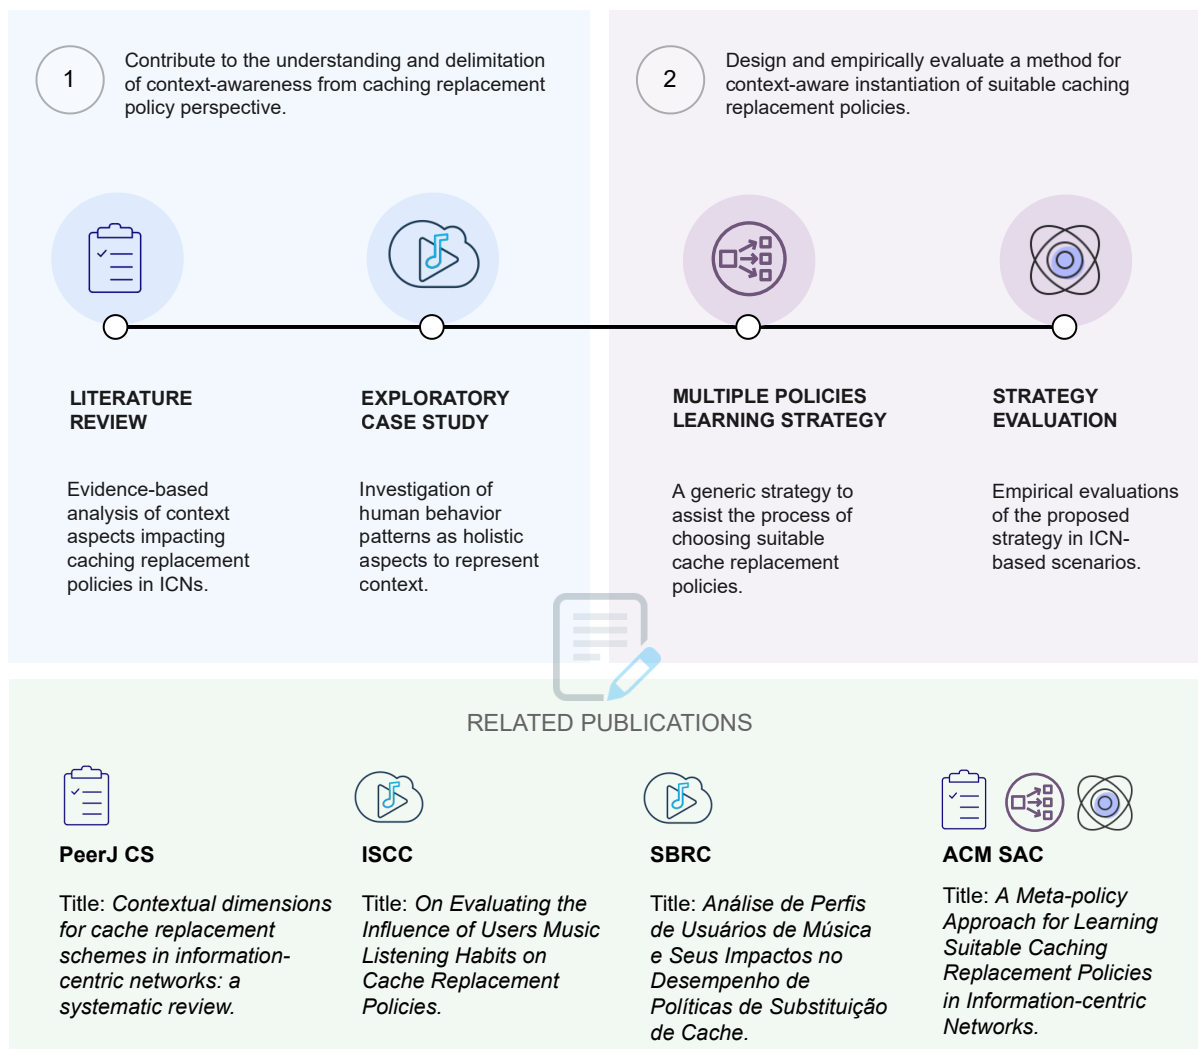 1
Contribute to the understanding and delimitation
of context-awareness from caching replacement
policy perspective.
2
Design and empirically evaluate a method for
context-aware instantiation of suitable caching
replacement policies.
LITERATURE
REVIEW
Evidence-based
analysis of context
aspects impacting
caching replacement
policies in ICNs.
EXPLORATORY
CASE STUDY
Investigation of
human behavior
patterns as holistic
aspects to represent
context.
MULTIPLE POLICIES
LEARNING STRATEGY
A generic strategy to
assist the process of
choosing suitable
cache replacement
policies.
STRATEGY
EVALUATION
Empirical evaluations
of the proposed
strategy in ICN-
based scenarios.
RELATED PUBLICATIONS
PeerJ CS
Title: Contextual dimensions
for cache replacement
schemes in information-
centric networks: a
systematic review.
ISCC
Title: On Evaluating the
Influence of Users Music
Listening Habits on
Cache Replacement
Policies.
SBRC
Title: Análise de Perfis
de Usuários de Música
e Seus Impactos no
Desempenho de
Políticas de Substituição
de Cache.
ACM SAC
Title: A Meta-policy
Approach for Learning
Suitable Caching
Replacement Policies
in Information-centric
Networks.